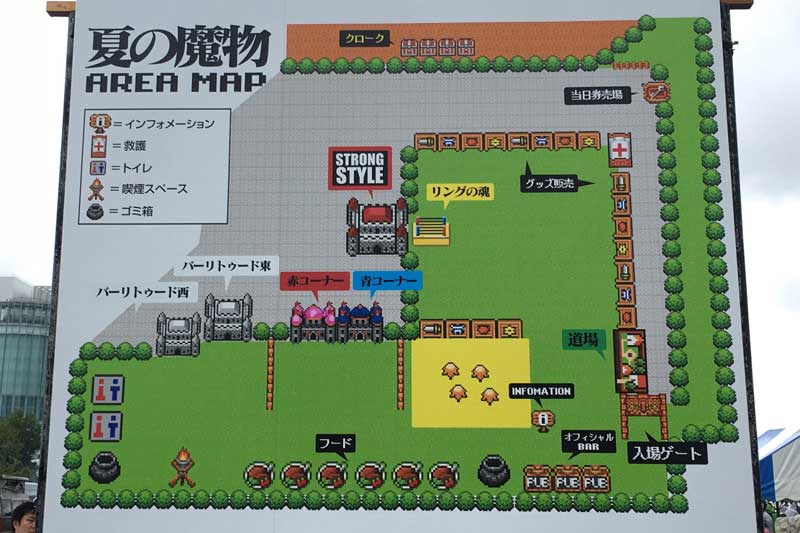 夏の魔物
AREA MAP
= インフォメーション
= 救護
= トイレ
= 喫煙スペース
= ゴミ箱
クローク
当日券売場
STRONG
STYLE
リングの魂
グッズ販売
バーリトゥード東
バーリトゥード西
赤コーナー
青コーナー
道場
INFOMATION
フード
オフィシャル
BAR
入場ゲート
PUB PUB PUB